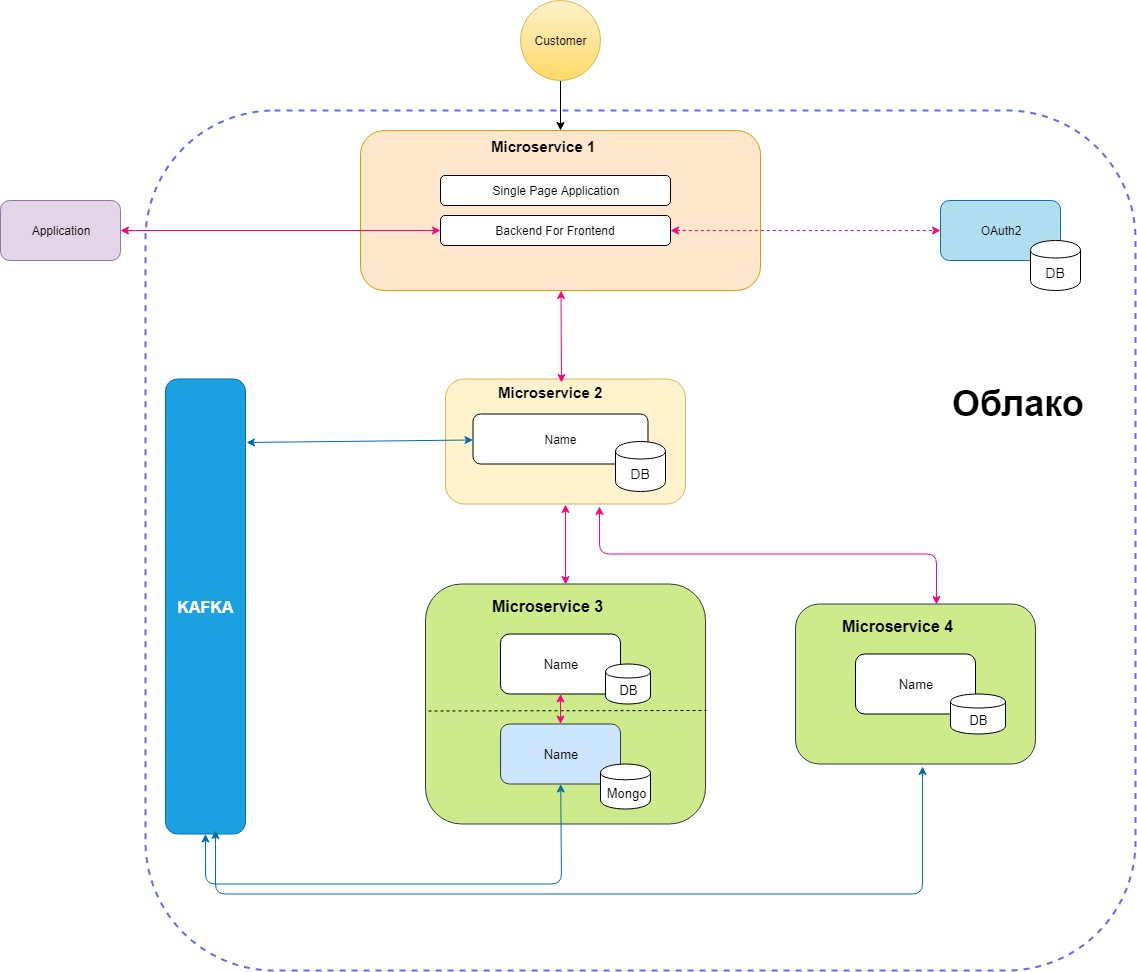 Customer
Microservice 1
Single Page Application
Application
Backend For Frontend
OAuth2
DB
Microservice 2
Облако
Name
DB
KAFKA
Microservice 3
Name
DB
Name
Mongo
Microservice 4
Name
DB